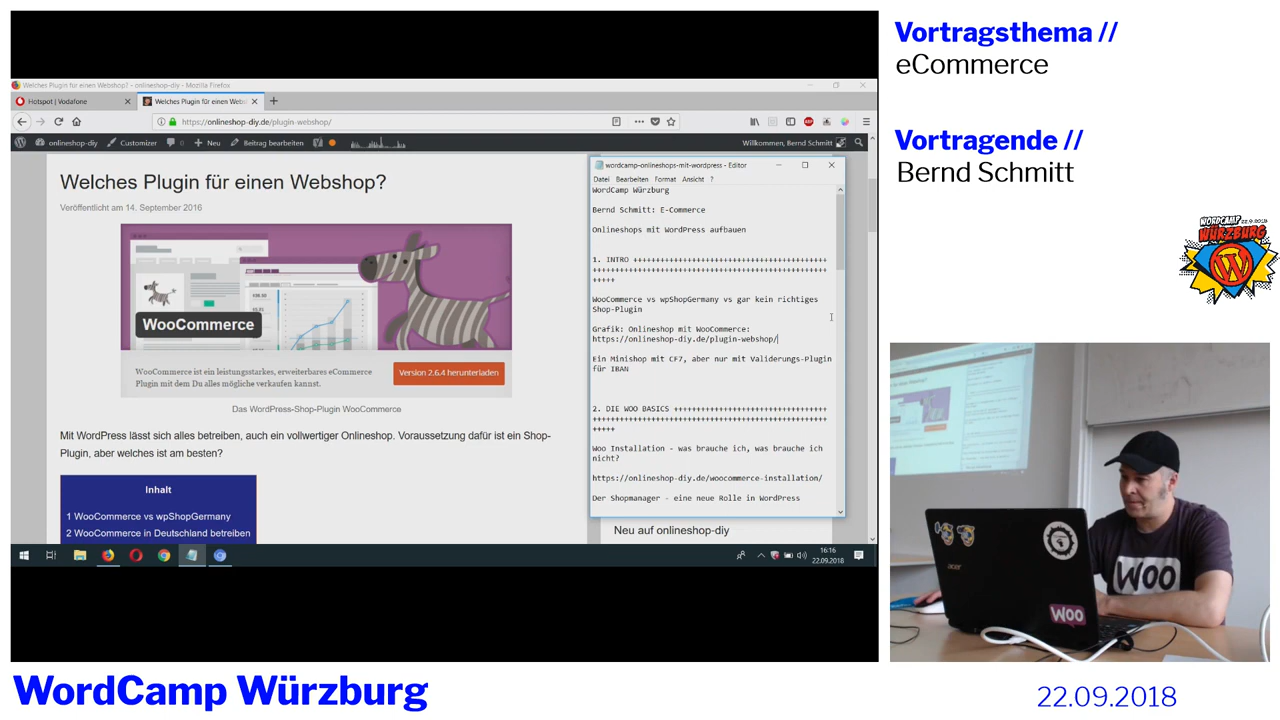 Vortragsthema //
eCommerce
Vortragende //
Bernd Schmitt
WORDCAMP 22.9.2018
WÜRZBURG
Welches Plugin für einen Webshop? - onlineshop-diy - Mozilla Firefox
Hotspot | Vodafone
Welches Plugin für einen Web
https://onlineshop-diy.de/plugin-webshop/
onlineshop-diy
Customizer
0
Neu
Beitrag bearbeiten
Willkommen, Bernd Schmitt
Welches Plugin für einen Webshop?
Veröffentlicht am 14. September 2016
WooCommerce
WooCommerce ist ein leistungsstarkes, erweiterbares eCommerce
Plugin mit dem Du alles mögliche verkaufen kannst.
Version 2.6.4 herunterladen
Das WordPress-Shop-Plugin WooCommerce
Mit WordPress lässt sich alles betreiben, auch ein vollwertiger Onlineshop. Voraussetzung dafür ist ein Shop-
Plugin, aber welches ist am besten?
Inhalt
1 WooCommerce vs wpShopGermany
2 WooCommerce in Deutschland betreiben
wordcamp-onlineshops-mit-wordpress - Editor
Datei Bearbeiten Format Ansicht ?
WordCamp Würzburg
Bernd Schmitt: E-Commerce
Onlineshops mit WordPress aufbauen
1. INTRO +++++++++++++++++++++++++++++++++++++++++++
++++++++++++++++++++++++++++++++++++++++++++++++++++
+++++
WooCommerce vs wpShopGermany vs gar kein richtiges
Shop-Plugin
Grafik: Onlineshop mit WooCommerce:
https://onlineshop-diy.de/plugin-webshop/
Ein Minishop mit CF7, aber nur mit Validerungs-Plugin
für IBAN
2. DIE WOO BASICS ++++++++++++++++++++++++++++++++++
++++++++++++++++++++++++++++++++++++++++++++++++++++
+++++
Woo Installation - was brauche ich, was brauche ich
nicht?
https://onlineshop-diy.de/woocommerce-installation/
Der Shopmanager - eine neue Rolle in WordPress
Neu auf onlineshop-diy
16:16
22.09.2018
acer
WOO
WOO
WordCamp Würzburg
22.09.2018